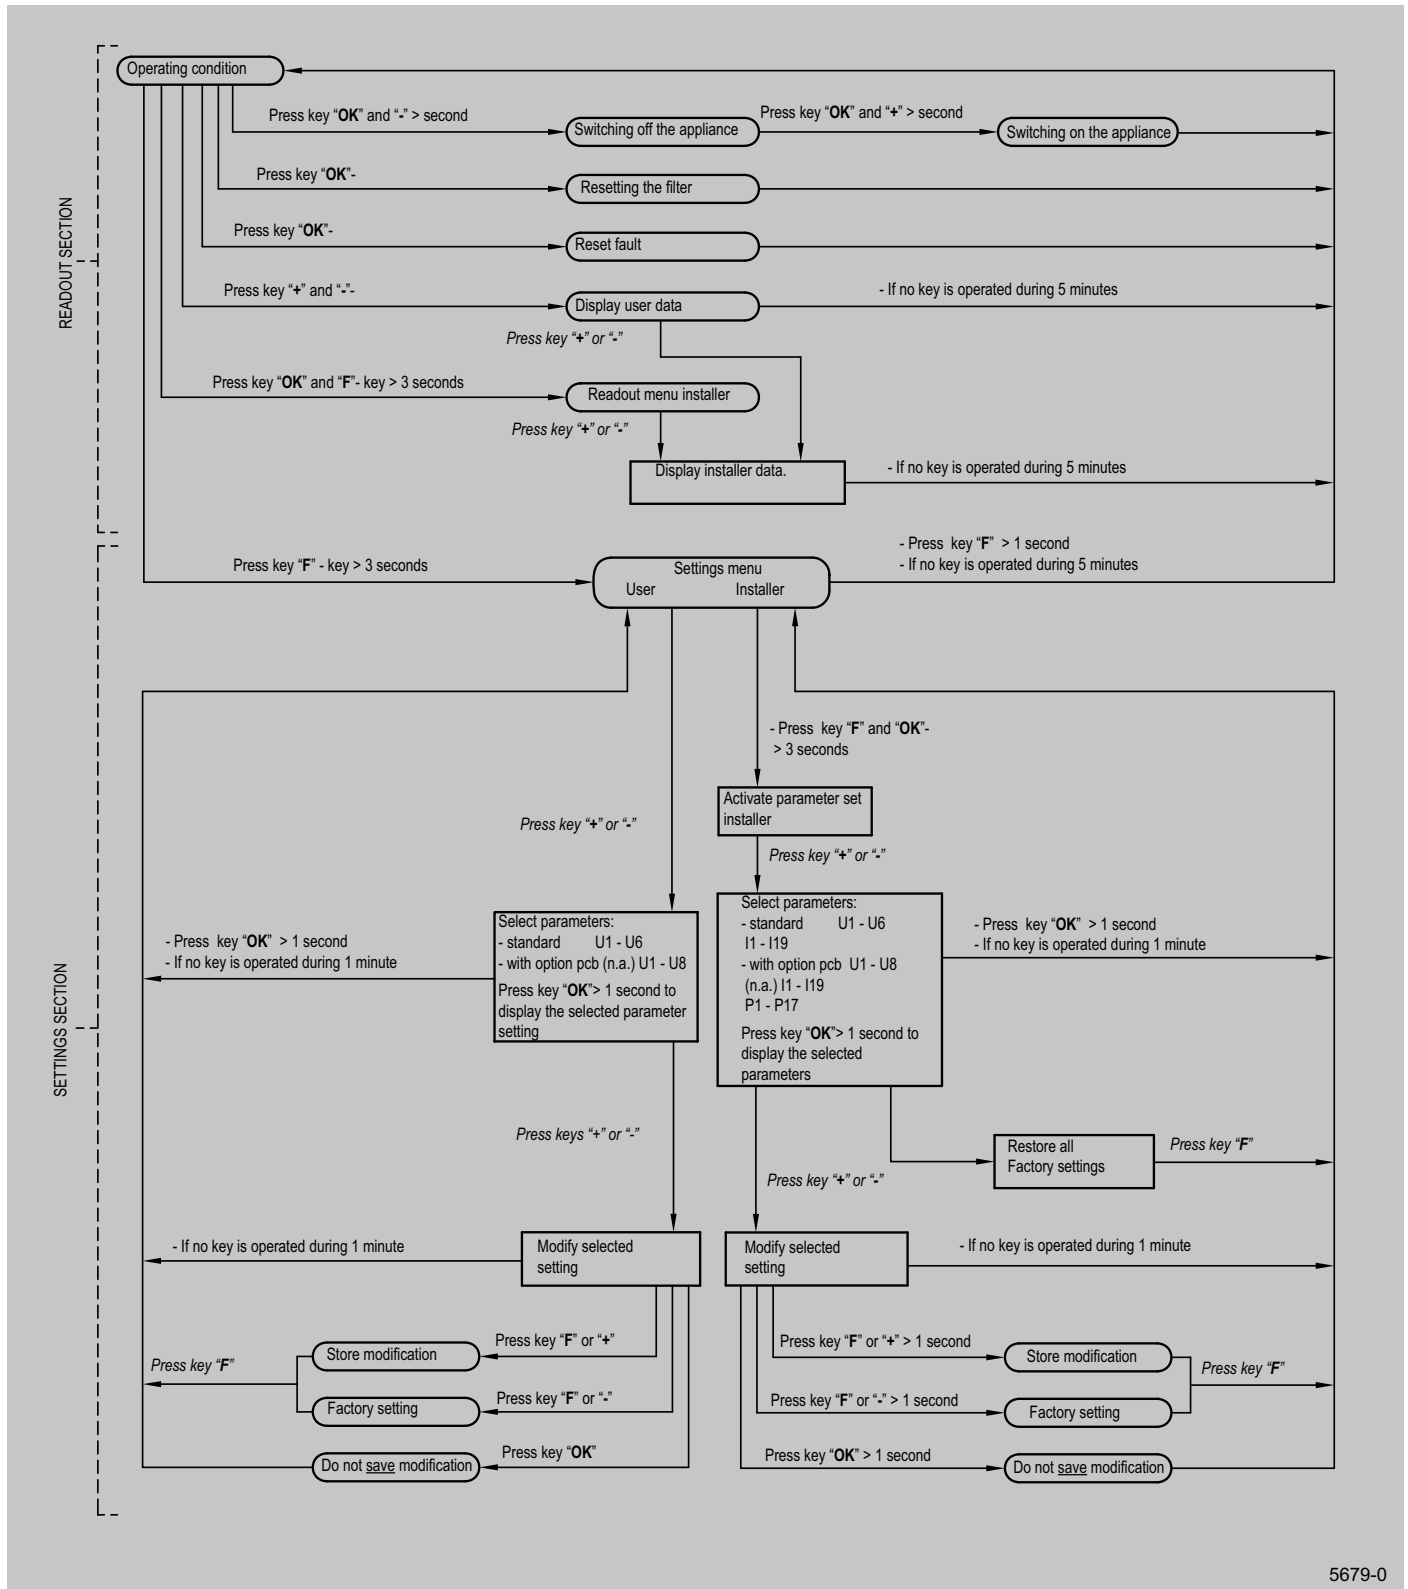 Operating condition
Press key “OK” and “-” > second
Switching off the appliance
Press key “OK” and “+” > second
Switching on the appliance
Press key “OK”-
Resetting the filter
Press key “OK”-
Reset fault
Press key “+” and “-”-
Display user data
- If no key is operated during 5 minutes
Press key “+” or “-”
Press key “OK” and “F”- key > 3 seconds
Readout menu installer
Press key “+” or “-”
Display installer data.
- If no key is operated during 5 minutes
READOUT SECTION
Press key “F” - key > 3 seconds
Settings menu
User Installer
- Press key “F” > 1 second
- If no key is operated during 5 minutes
- Press key “F” and “OK”-
> 3 seconds
Activate parameter set
installer
Press key “+” or “-”
Press key “+” or “-”
Select parameters:
- standard U1 - U6
- with option pcb (n.a.) U1 - U8
Press key “OK”> 1 second to
display the selected parameter
setting
- Press key “OK” > 1 second
- If no key is operated during 1 minute
Select parameters:
- standard U1 - U6
I1 - I19
- with option pcb U1 - U8
(n.a.) I1 - I19
P1 - P17
Press key “OK”> 1 second to
display the selected
parameters
- Press key “OK” > 1 second
- If no key is operated during 1 minute
SETTINGS SECTION
Press keys “+” or “-”
Press key “+” or “-”
Restore all
Factory settings
Press key “F”
- If no key is operated during 1 minute
Modify selected
setting
Modify selected
setting
- If no key is operated during 1 minute
Press key “F”
Store modification
Press key “F” or “+”
Factory setting
Press key “F” or “-”
Do not save modification
Press key “OK”
Press key “F” or “+” > 1 second
Store modification
Press key “F”
Press key “F” or “-” > 1 second
Factory setting
Press key “OK” > 1 second
Do not save modification
5679-0